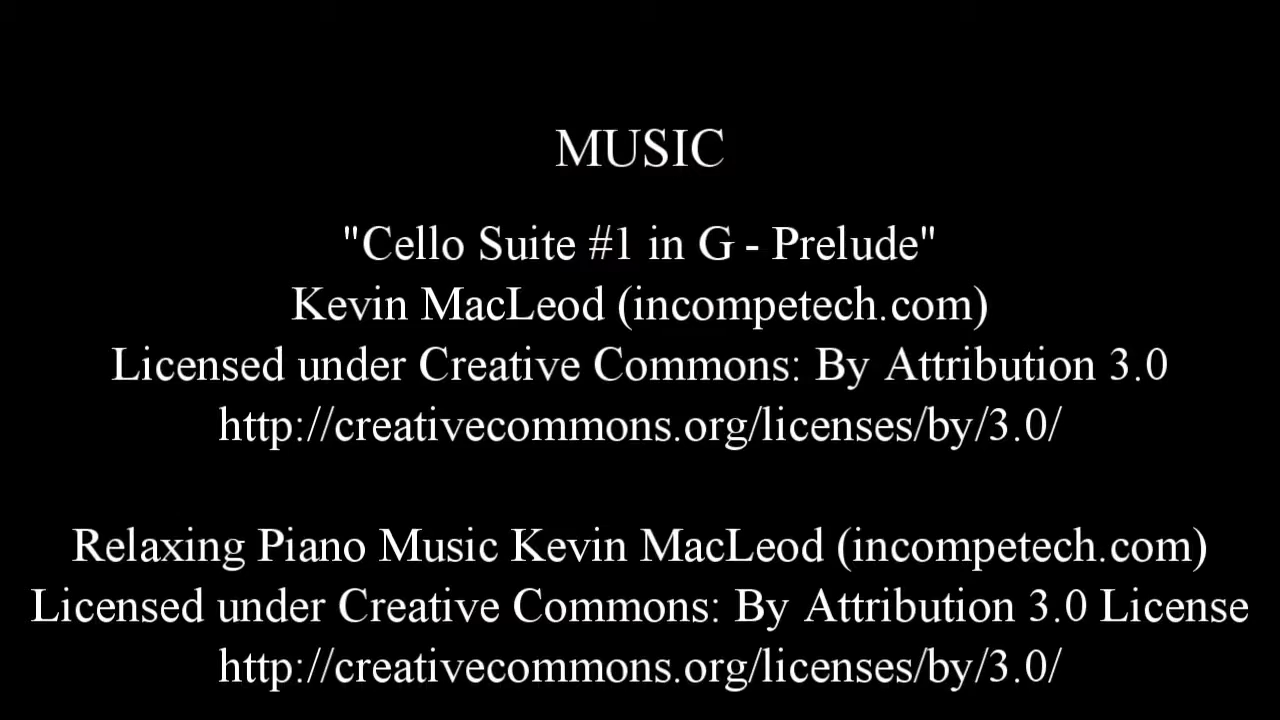 MUSIC
"Cello Suite #1 in G - Prelude"
Kevin MacLeod (incompetech.com)
Licensed under Creative Commons: By Attribution 3.0
http://creativecommons.org/licenses/by/3.0/
Relaxing Piano Music Kevin MacLeod (incompetech.com)
Licensed under Creative Commons: By Attribution 3.0 License
http://creativecommons.org/licenses/by/3.0/